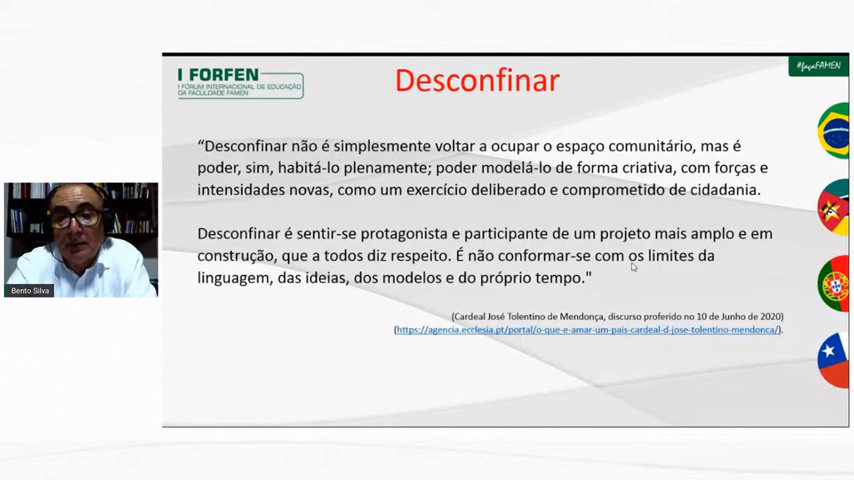 I FORFEN
I FÓRUM INTERNACIONAL DE EDUCAÇÃO
DA FACULDADE FAMEN
Desconfinar
#façaFAMEN
“Desconfinar não é simplesmente voltar a ocupar o espaço comunitário, mas é
poder, sim, habitá-lo plenamente; poder modelá-lo de forma criativa, com forças e
intensidades novas, como um exercício deliberado e comprometido de cidadania.
Desconfinar é sentir-se protagonista e participante de um projeto mais amplo e em
construção, que a todos diz respeito. É não conformar-se com os limites da
linguagem, das ideias, dos modelos e do próprio tempo."
(Cardeal José Tolentino de Mendonça, discurso proferido no 10 de Junho de 2020)
(https://agencia.ecclesia.pt/portal/o-que-e-amar-um-pais-cardeal-d-jose-tolentino-mendonca/).
Bento Silva